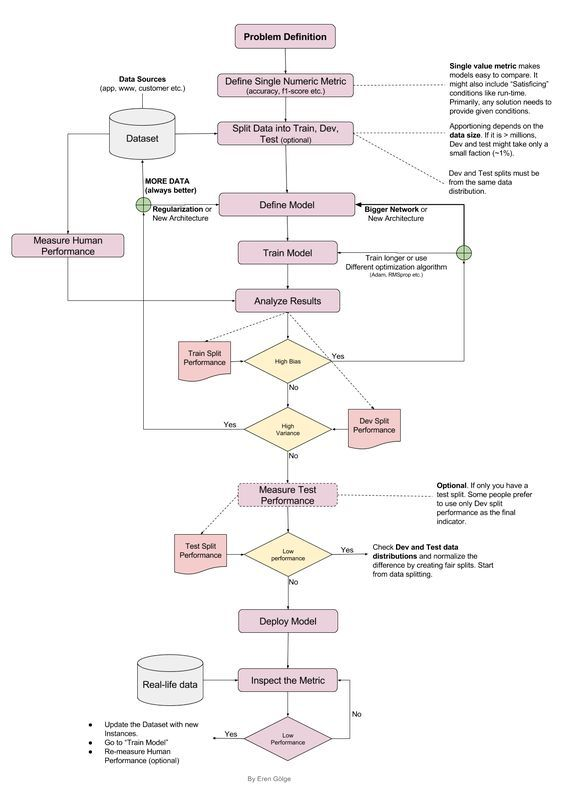 Problem Definition
Data Sources
(app, www, customer etc.)
Define Single Numeric Metric
(accuracy, f1-score etc.)
Single value metric makes
models easy to compare. It
might also include "Satisficing"
conditions like run-time.
Primarily, any solution needs to
provide given conditions.
Dataset
Split Data into Train, Dev,
Test (optional)
Apportioning depends on the
data size. If it is > millions,
Dev and test might take only a
small faction (~1%).
Dev and Test splits must be
from the same data
distribution.
MORE DATA
(always better)
Regularization or
New Architecture
Define Model
Bigger Network or
New Architecture
Measure Human
Performance
Train Model
Train longer or use
Different optimization algorithm
(Adam, RMSprop etc.)
Analyze Results
Train Split
Performance
High Bias
Yes
No
Yes
High
Variance
Dev Split
Performance
No
Measure Test
Performance
Optional. If only you have a
test split. Some people prefer
to use only Dev split
performance as the final
indicator.
Test Split
Performance
Low
performance
Yes
Check Dev and Test data
distributions and normalize the
difference by creating fair splits. Start
from data splitting.
No
Deploy Model
Real-life data
Inspect the Metric
No
● Update the Dataset with new
Instances.
● Go to "Train Model"
● Re-measure Human
Performance (optional)
Yes
Low
Performance
By Eren Gölge